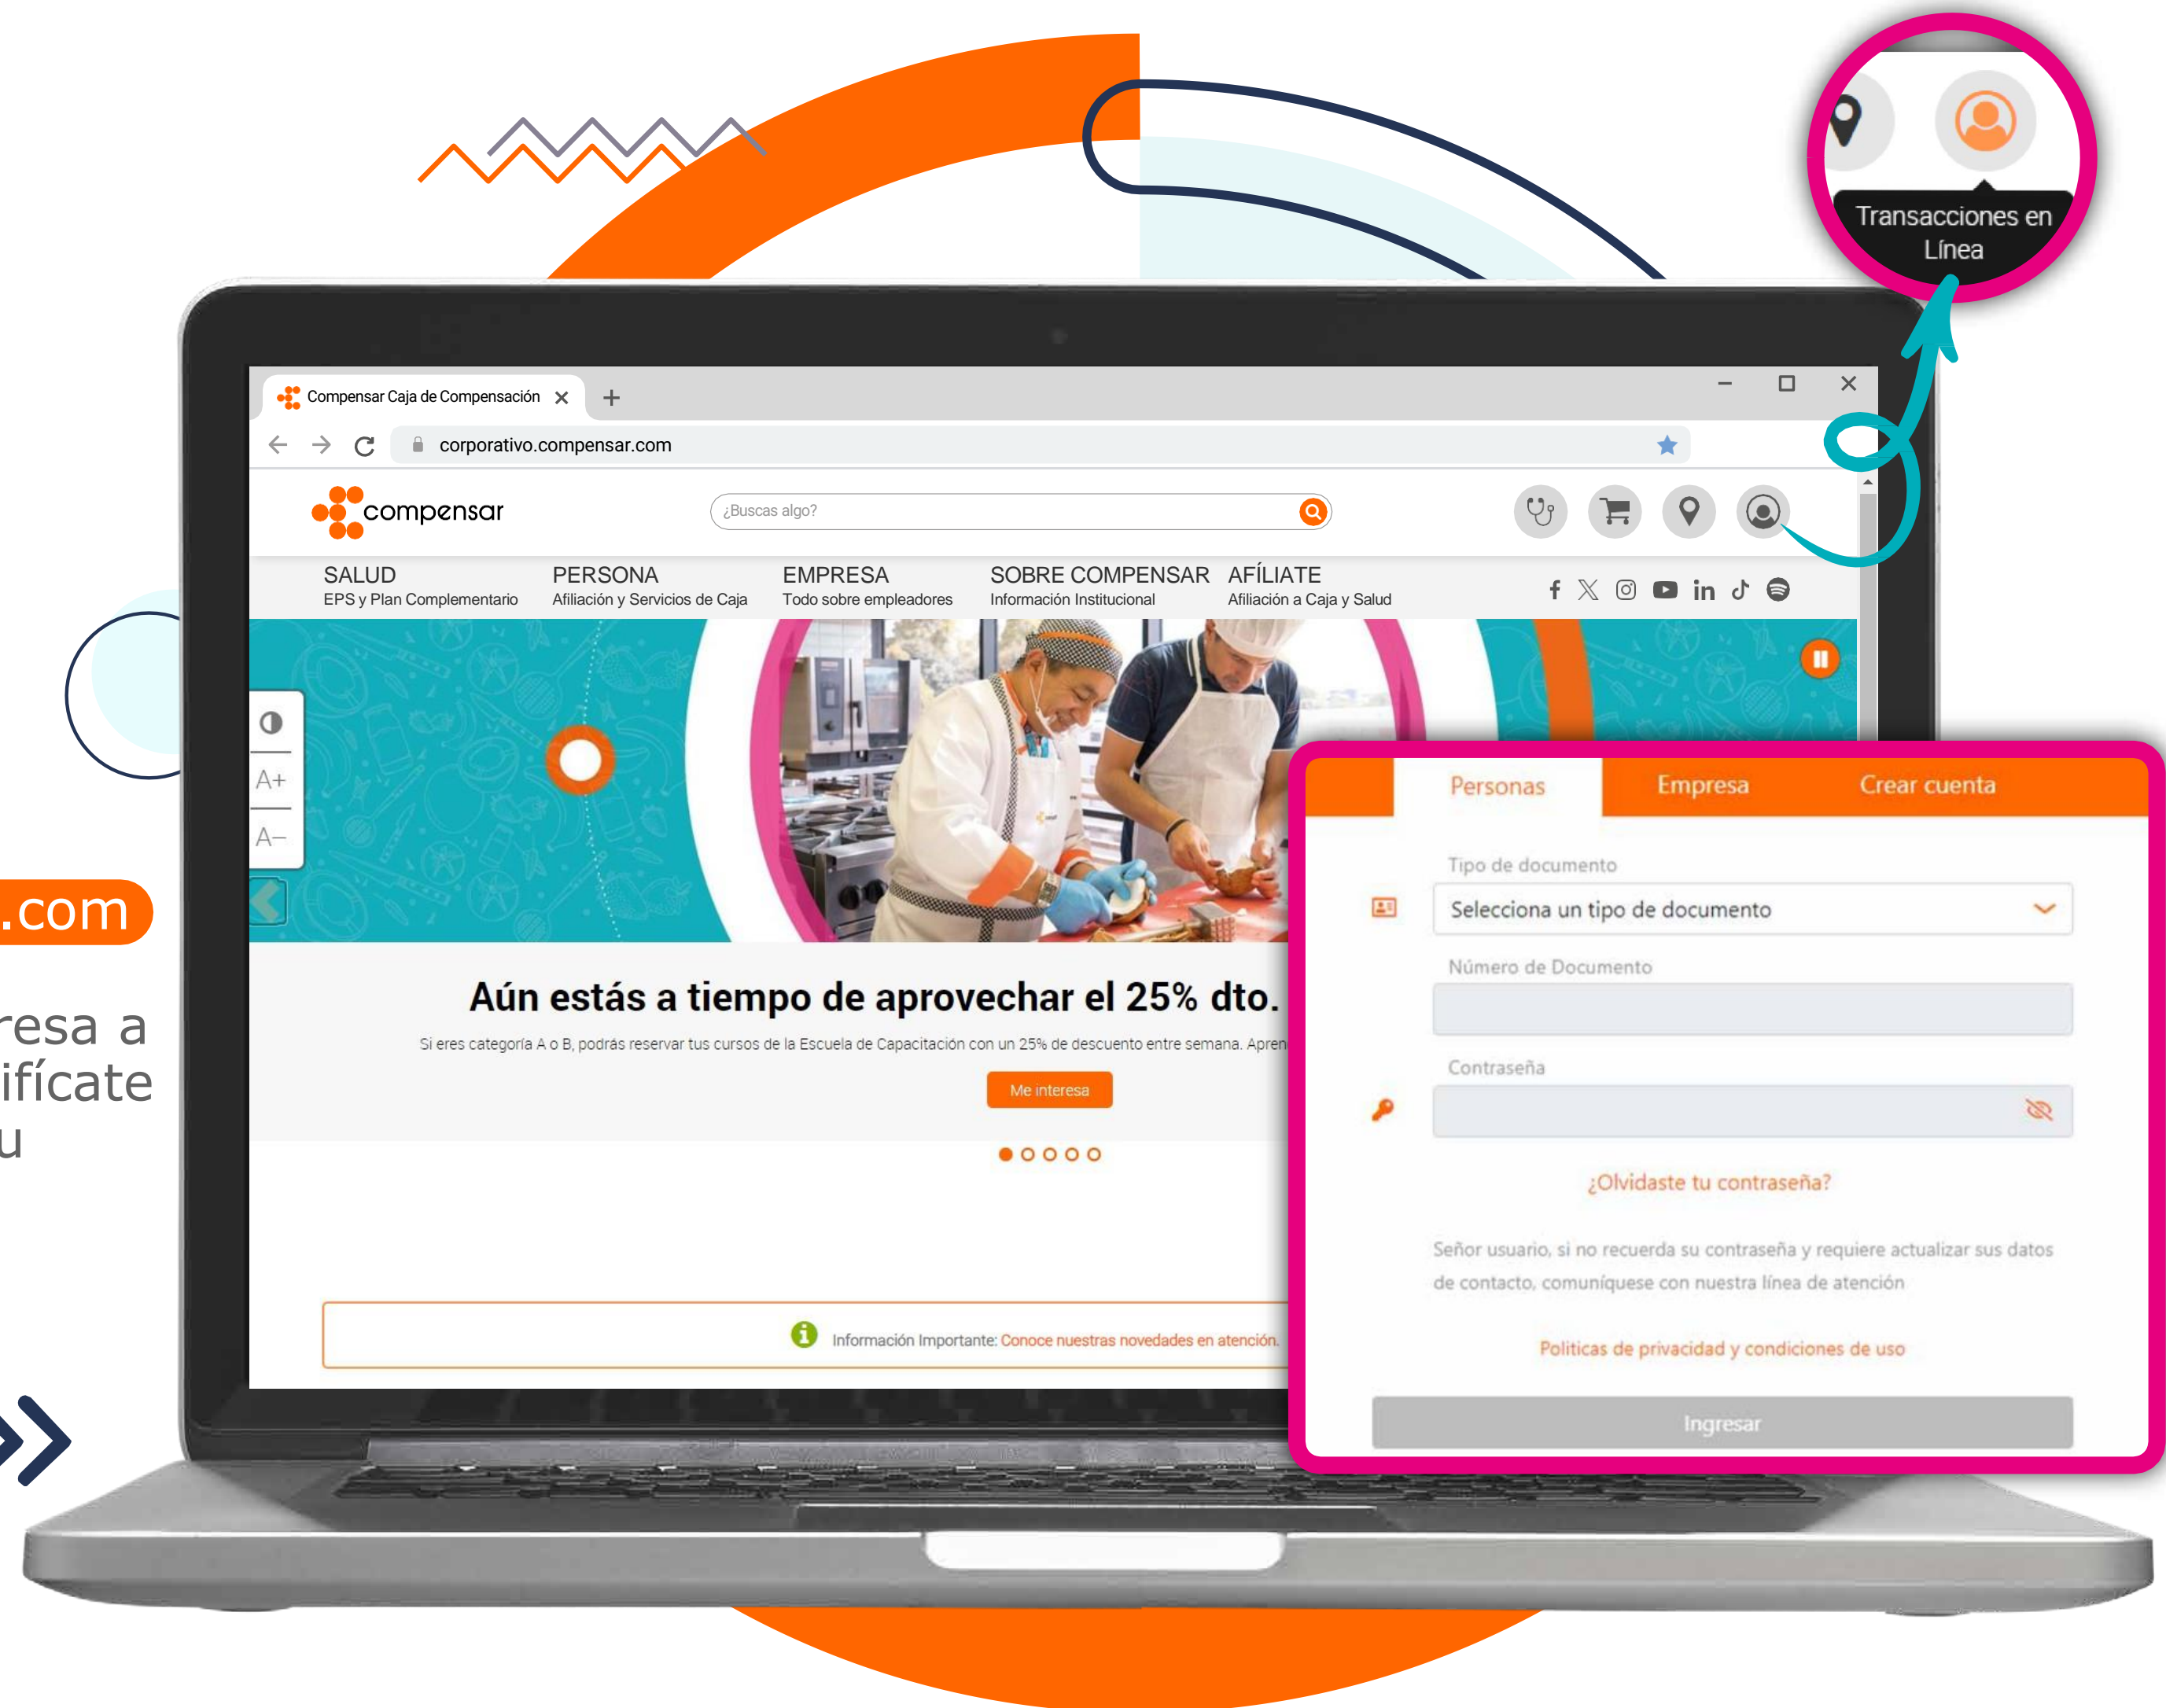 Transacciones en
Línea
Compensar Caja de Compensación
corporativo.compensar.com
compensar
¿Buscas algo?
SALUD
EPS y Plan Complementario
PERSONA
Afiliación y Servicios de Caja
EMPRESA
Todo sobre empleadores
SOBRE COMPENSAR
Información Institucional
AFÍLIATE
Afiliación a Caja y Salud
A+
A-
.com
resa a
ifícate
u
Aún estás a tiempo de aprovechar el 25% dto.
Si eres categoría A o B, podrás reservar tus cursos de la Escuela de Capacitación con un 25% de descuento entre semana. Apren
Me interesa
Información Importante: Conoce nuestras novedades en atención.
Personas
Empresa
Crear cuenta
Tipo de documento
Selecciona un tipo de documento
Número de Documento
Contraseña
¿Olvidaste tu contraseña?
Señor usuario, si no recuerda su contraseña y requiere actualizar sus datos
de contacto, comuníquese con nuestra línea de atención
Politicas de privacidad y condiciones de uso
Ingresar